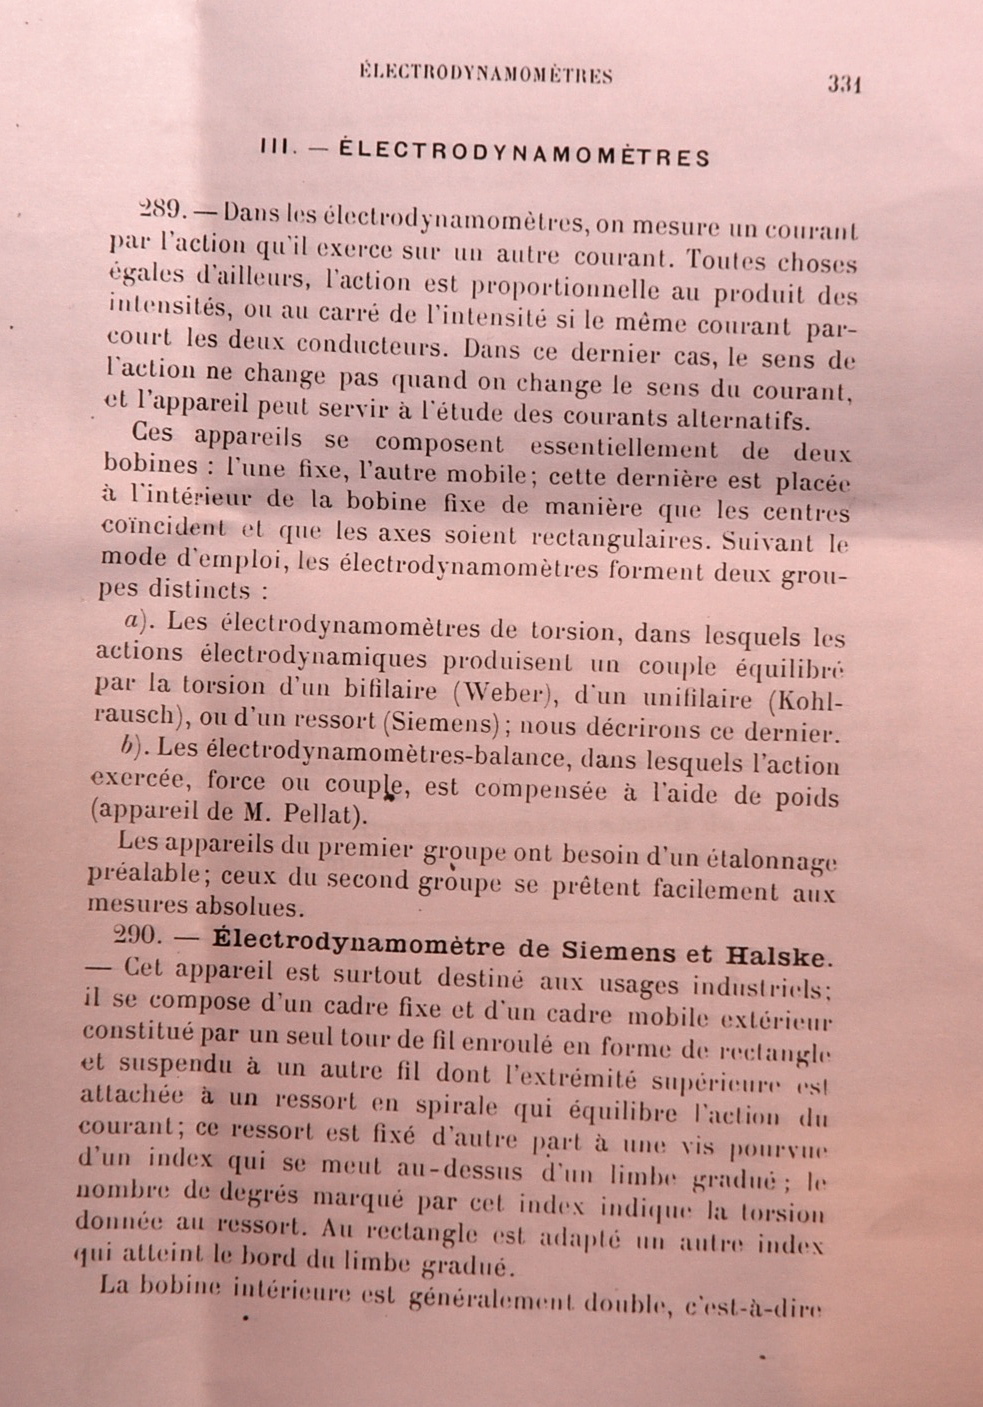 ÉLECTRODYNAMOMÈTRES 331
III. — ÉLECTRODYNAMOMÈTRES
289. — Dans les électrodynamomètres, on mesure un courant
par l'action qu'il exerce sur un autre courant. Toutes choses
égales d'ailleurs, l'action est proportionnelle au produit des
intensités, ou au carré de l'intensité si le même courant par-
court les deux conducteurs. Dans ce dernier cas, le sens de
l'action ne change pas quand on change le sens du courant,
et l'appareil peut servir à l'étude des courants alternatifs.
Ces appareils se composent essentiellement de deux
bobines : l'une fixe, l'autre mobile; cette dernière est placée
à l'intérieur de la bobine fixe de manière que les centres
coïncident et que les axes soient rectangulaires. Suivant le
mode d'emploi, les électrodynamomètres forment deux grou-
pes distincts :
a). Les électrodynamomètres de torsion, dans lesquels les
actions électrodynamiques produisent un couple équilibré
par la torsion d'un bifilaire (Weber), d'un unifilaire (Kohl-
rausch), ou d'un ressort (Siemens); nous décrirons ce dernier.
b). Les électrodynamomètres-balance, dans lesquels l'action
exercée, force ou couple, est compensée à l'aide de poids
(appareil de M. Pellat).
Les appareils du premier groupe ont besoin d'un étalonnage
préalable; ceux du second groupe se prêtent facilement aux
mesures absolues.
290. — Électrodynamomètre de Siemens et Halske.
— Cet appareil est surtout destiné aux usages industriels;
il se compose d'un cadre fixe et d'un cadre mobile extérieur
constitué par un seul tour de fil enroulé en forme de rectangle
et suspendu à un autre fil dont l'extrémité supérieure est
attachée à un ressort en spirale qui équilibre l'action du
courant; ce ressort est fixé d'autre part à une vis pourvue
d'un index qui se meut au-dessus d'un limbe gradué; le
nombre de degrés marqué par cet index indique la torsion
donnée au ressort. Au rectangle est adapté un autre index
qui atteint le bord du limbe gradué.
La bobine intérieure est généralement double, c'est-à-dire